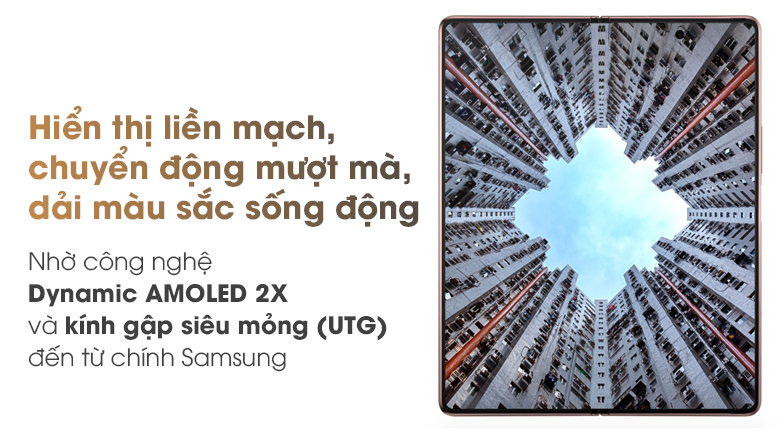 Hiển thị liền mạch,
chuyển động mượt mà,
dải màu sắc sống động
Nhờ công nghệ
Dynamic AMOLED 2X
và kính gập siêu mỏng (UTG)
đến từ chính Samsung